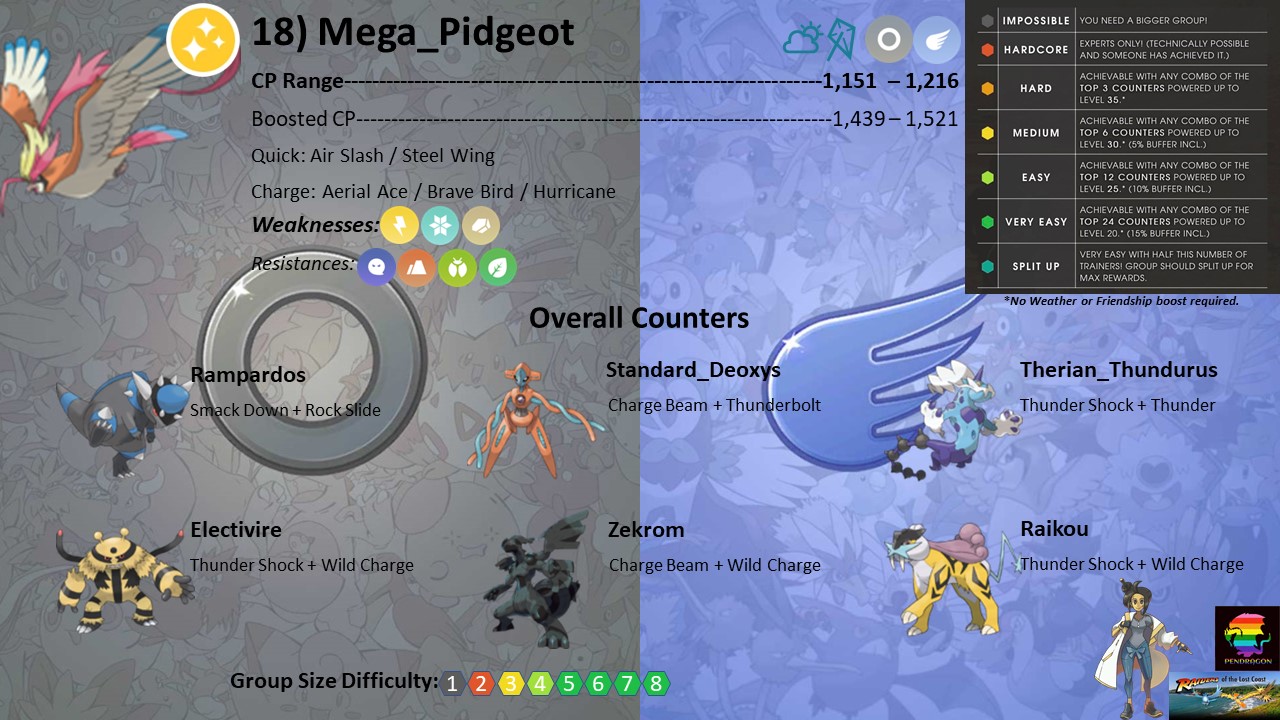 18) Mega_Pidgeot
CP Range------------------------------------------------------------------------1,151 – 1,216
Boosted CP------------------------------------------------------------------------1,439 – 1,521
Quick: Air Slash / Steel Wing
Charge: Aerial Ace / Brave Bird / Hurricane
Weaknesses:
Resistances:
IMPOSSIBLE YOU NEED A BIGGER GROUP!
HARDCORE EXPERTS ONLY! (TECHNICALLY POSSIBLE
AND SOMEONE HAS ACHIEVED IT.)
HARD ACHIEVABLE WITH ANY COMBO OF THE
TOP 3 COUNTERS POWERED UP TO
LEVEL 35.*
MEDIUM ACHIEVABLE WITH ANY COMBO OF THE
TOP 6 COUNTERS POWERED UP TO
LEVEL 30.* (5% BUFFER INCL.)
EASY ACHIEVABLE WITH ANY COMBO OF THE
TOP 12 COUNTERS POWERED UP TO
LEVEL 25.* (10% BUFFER INCL.)
VERY EASY ACHIEVABLE WITH ANY COMBO OF THE
TOP 24 COUNTERS POWERED UP TO
LEVEL 20.* (15% BUFFER INCL.)
SPLIT UP VERY EASY WITH HALF THIS NUMBER OF
TRAINERS! GROUP SHOULD SPLIT UP FOR
MAX REWARDS.
*No Weather or Friendship boost required.
Overall Counters
Rampardos
Smack Down + Rock Slide
Standard_Deoxys
Charge Beam + Thunderbolt
Therian_Thundurus
Thunder Shock + Thunder
Electivire
Thunder Shock + Wild Charge
Zekrom
Charge Beam + Wild Charge
Raikou
Thunder Shock + Wild Charge
Group Size Difficulty: 1 2 3 4 5 6 7 8
PENDRAGON
RAIDERS of the Lost Coast